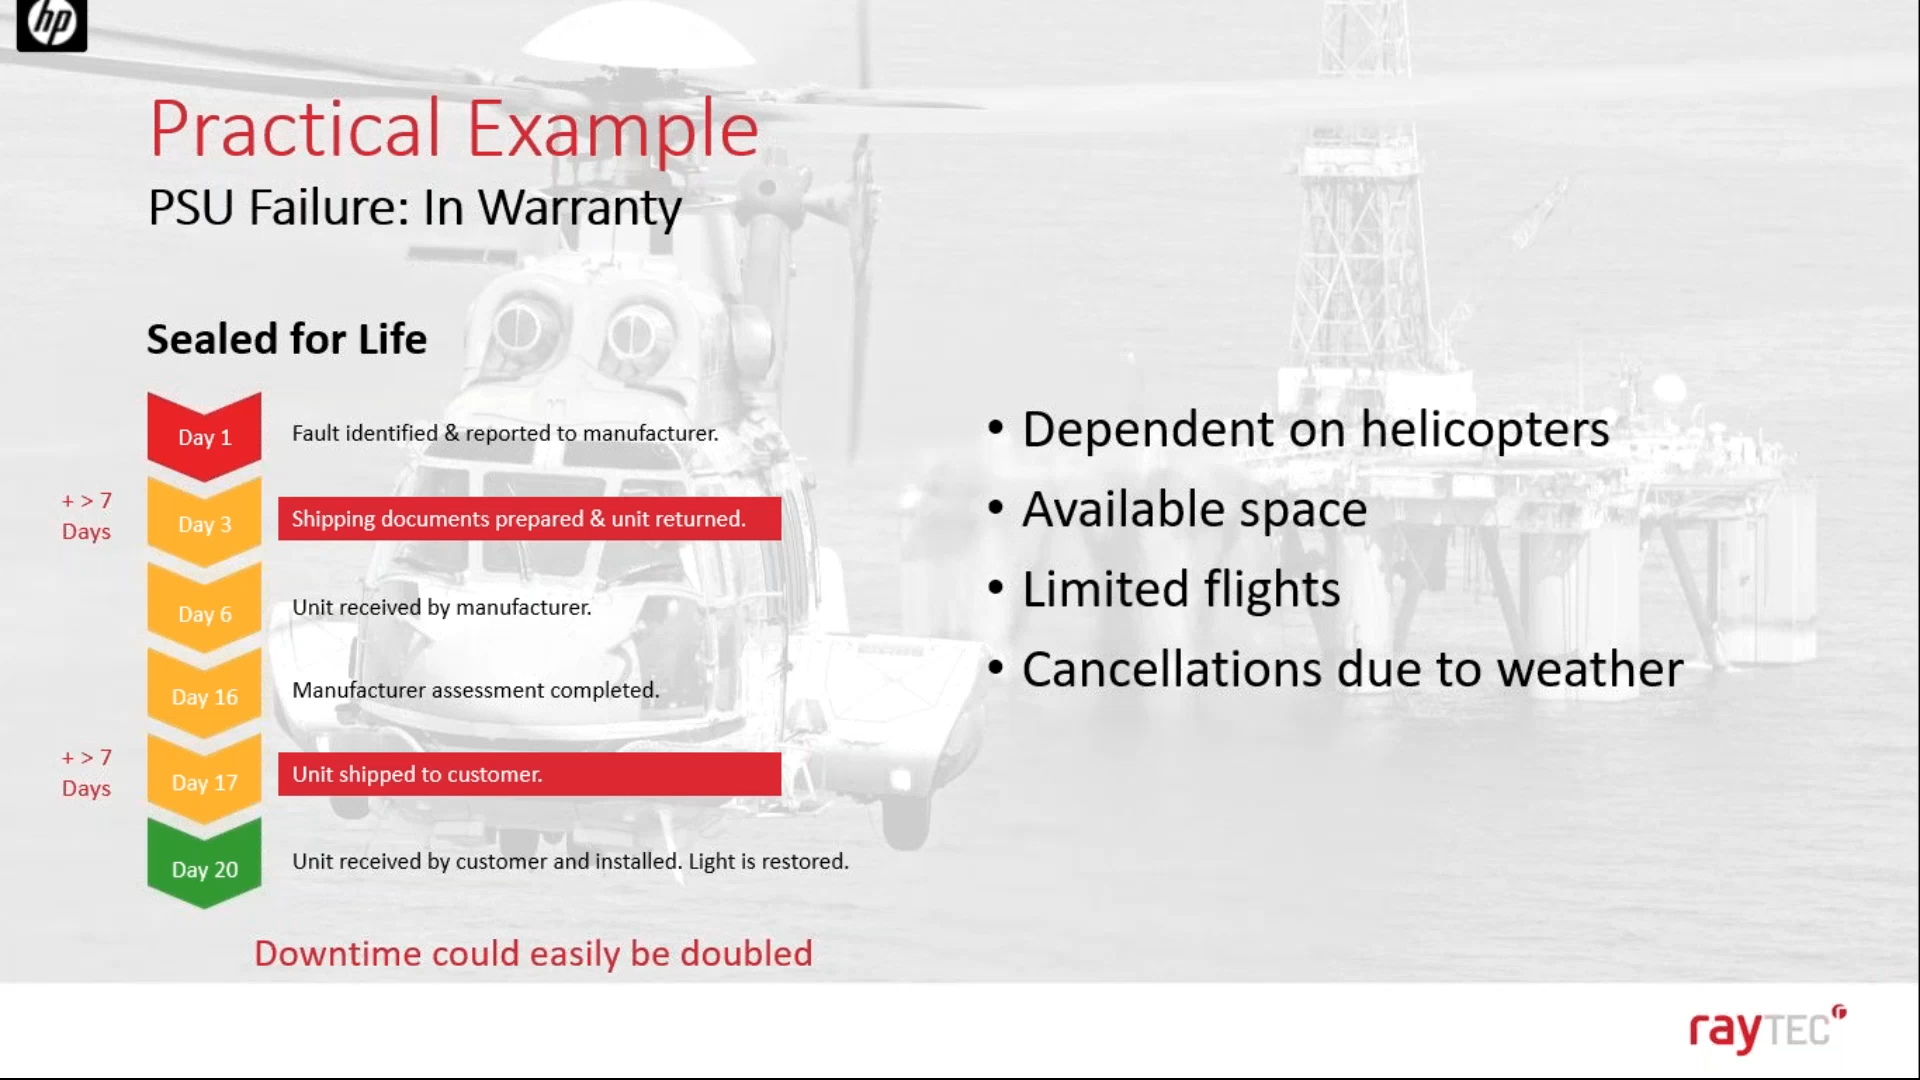 hp
Practical Example
PSU Failure: In Warranty
Sealed for Life
Day 1
Fault identified & reported to manufacturer.
+ > 7
Days
Day 3
Shipping documents prepared & unit returned.
Day 6
Unit received by manufacturer.
Day 16
Manufacturer assessment completed.
+ > 7
Days
Day 17
Unit shipped to customer.
Day 20
Unit received by customer and installed. Light is restored.
Downtime could easily be doubled
• Dependent on helicopters
• Available space
• Limited flights
• Cancellations due to weather
rayTEC r